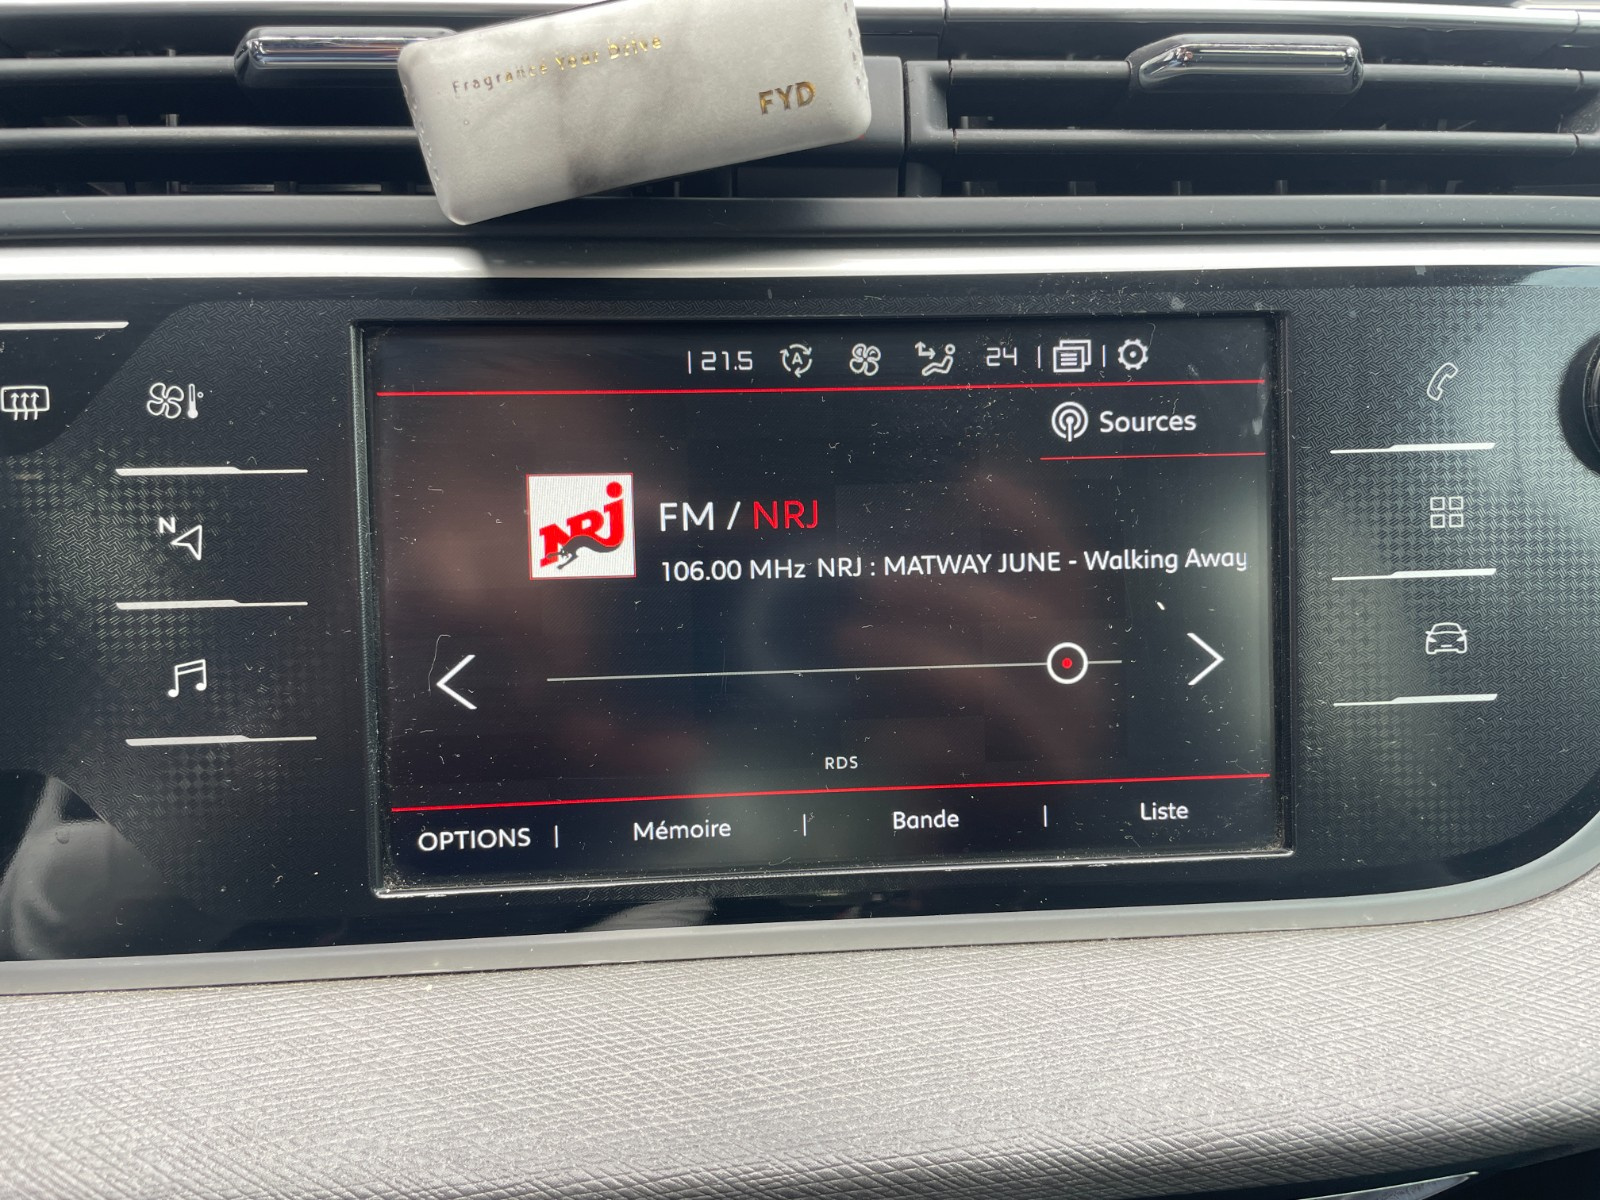 Fragrance Your Drive
FYD
21.5 A 24
Sources
NRJ
FM / NRJ
106.00 MHz NRJ : MATWAY JUNE - Walking Away
N
RDS
OPTIONS | Mémoire | Bande | Liste